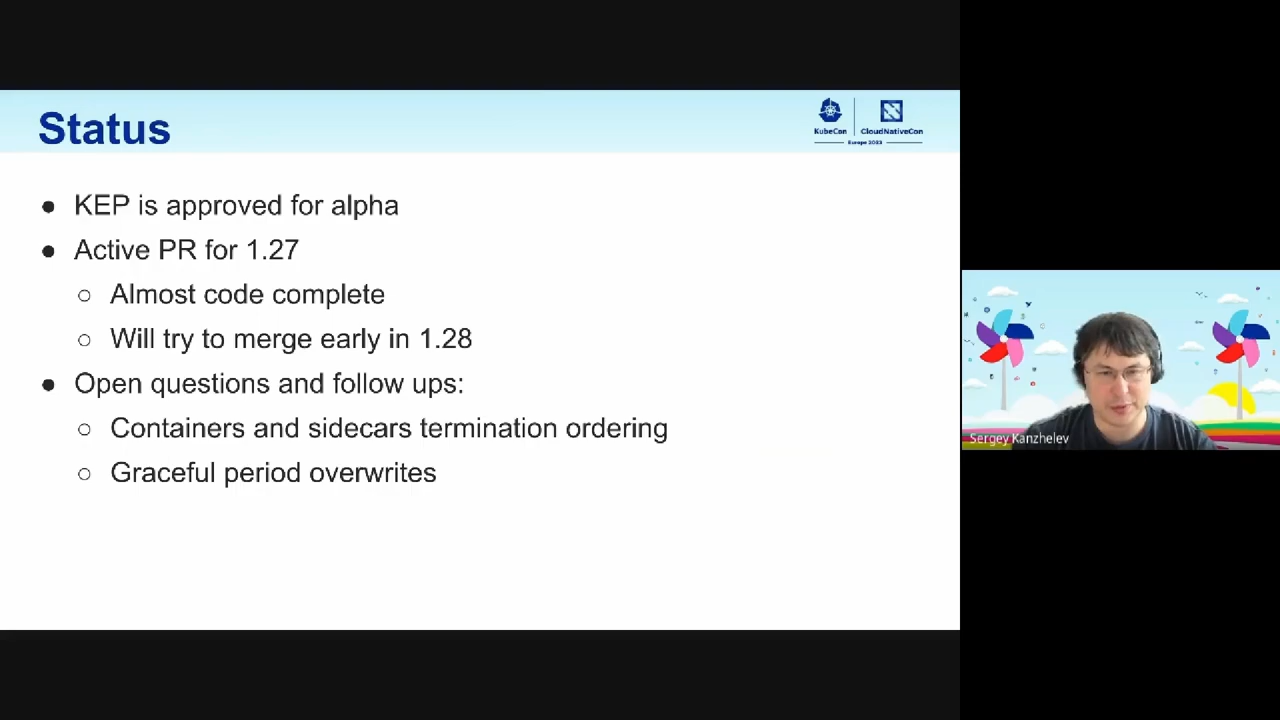 Status
KubeCon
CloudNativeCon
Europe 2023
KEP is approved for alpha
Active PR for 1.27
Almost code complete
Will try to merge early in 1.28
Open questions and follow ups:
Containers and sidecars termination ordering
Graceful period overwrites
Sergey Kanzhelev